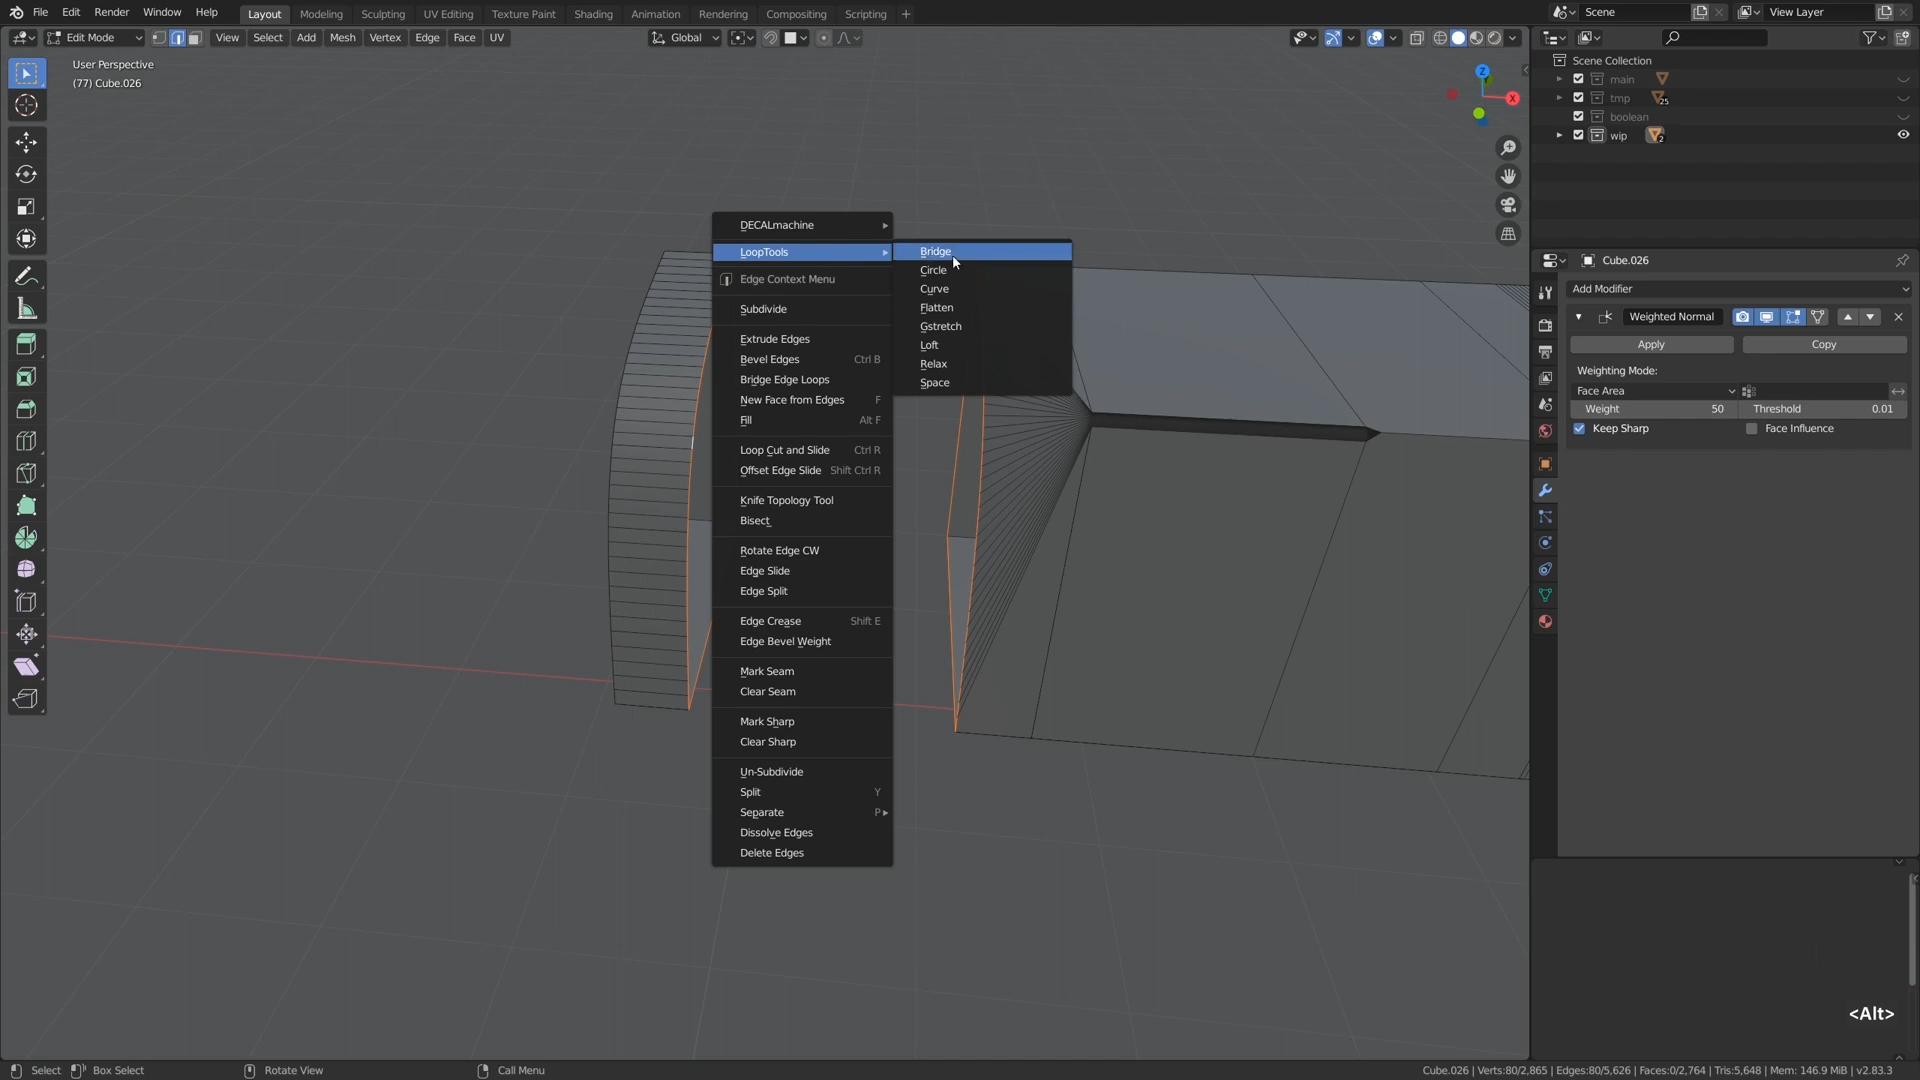 File Edit Render Window Help Layout Modeling Sculpting UV Editing Texture Paint Shading Animation Rendering Compositing Scripting + Scene View Layer
Edit Mode View Select Add Mesh Vertex Edge Face UV Global
User Perspective
(77) Cube.026
Z
X
DECALmachine
LoopTools
Edge Context Menu
Subdivide
Extrude Edges
Bevel Edges Ctrl B
Bridge Edge Loops
New Face from Edges F
Fill Alt F
Loop Cut and Slide Ctrl R
Offset Edge Slide Shift Ctrl R
Knife Topology Tool
Bisect
Rotate Edge CW
Edge Slide
Edge Split
Edge Crease Shift E
Edge Bevel Weight
Mark Seam
Clear Seam
Mark Sharp
Clear Sharp
Un-Subdivide
Split Y
Separate P
Dissolve Edges
Delete Edges
Bridge
Circle
Curve
Flatten
Gstretch
Loft
Relax
Space
Scene Collection
main
tmp 25
boolean
wip 2
Cube.026
Add Modifier
Weighted Normal
Apply Copy
Weighting Mode:
Face Area
Weight 50 Threshold 0.01
Keep Sharp Face Influence
<Alt>
Select Box Select Rotate View Call Menu Cube.026 | Verts:80/2,865 | Edges:80/5,626 | Faces:0/2,764 | Tris:5,648 | Mem: 146.9 MiB | v2.83.3